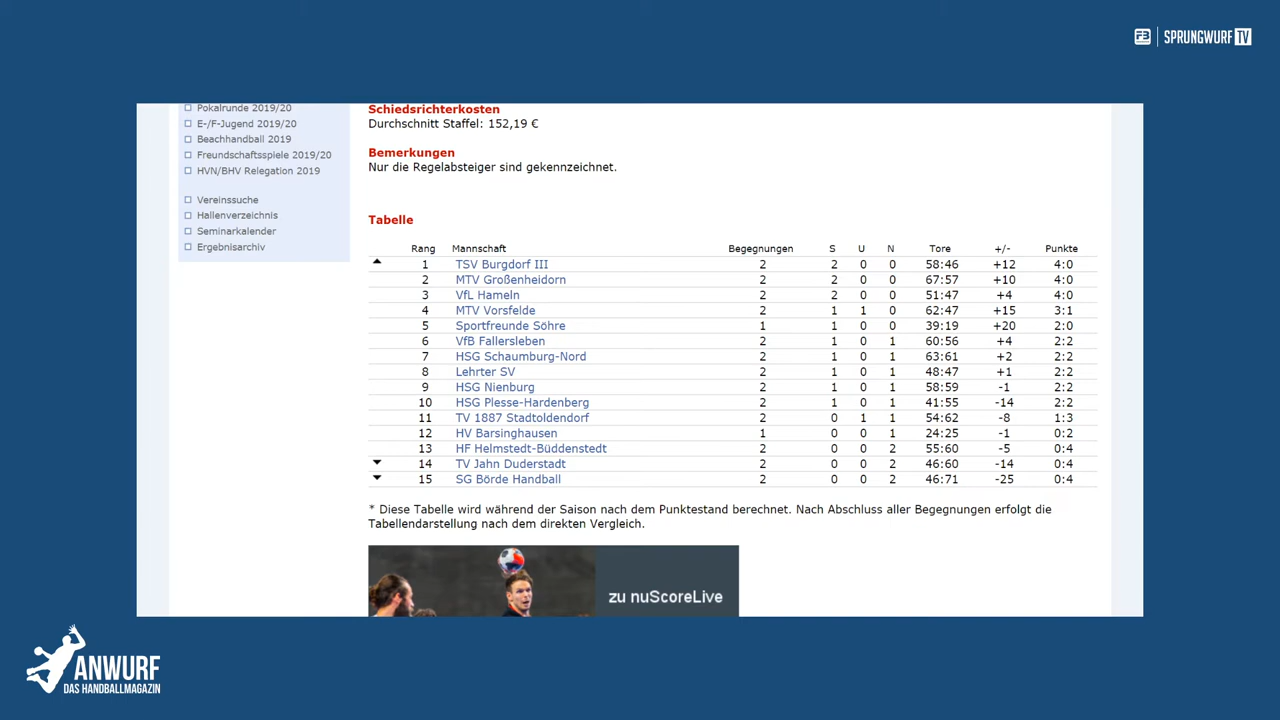 F3 SPRUNGWURF TV
Pokalrunde 2019/20
E-/F-Jugend 2019/20
Beachhandball 2019
Freundschaftsspiele 2019/20
HVN/BHV Relegation 2019
Vereinssuche
Hallenverzeichnis
Seminarkalender
Ergebnisarchiv
Schiedsrichterkosten
Durchschnitt Staffel: 152,19 €
Bemerkungen
Nur die Regelabsteiger sind gekennzeichnet.
Tabelle
Rang Mannschaft Begegnungen S U N Tore +/- Punkte
1 TSV Burgdorf III 2 2 0 0 58:46 +12 4:0
2 MTV Großenheidorn 2 2 0 0 67:57 +10 4:0
3 VfL Hameln 2 2 0 0 51:47 +4 4:0
4 MTV Vorsfelde 2 1 1 0 62:47 +15 3:1
5 Sportfreunde Söhre 1 1 0 0 39:19 +20 2:0
6 VfB Fallersleben 2 1 0 1 60:56 +4 2:2
7 HSG Schaumburg-Nord 2 1 0 1 63:61 +2 2:2
8 Lehrter SV 2 1 0 1 48:47 +1 2:2
9 HSG Nienburg 2 1 0 1 58:59 -1 2:2
10 HSG Plesse-Hardenberg 2 1 0 1 41:55 -14 2:2
11 TV 1887 Stadtoldendorf 2 0 1 1 54:62 -8 1:3
12 HV Barsinghausen 1 0 0 1 24:25 -1 0:2
13 HF Helmstedt-Büddenstedt 2 0 0 2 55:60 -5 0:4
14 TV Jahn Duderstadt 2 0 0 2 46:60 -14 0:4
15 SG Börde Handball 2 0 0 2 46:71 -25 0:4
* Diese Tabelle wird während der Saison nach dem Punktestand berechnet. Nach Abschluss aller Begegnungen erfolgt die
Tabellendarstellung nach dem direkten Vergleich.
zu nuScoreLive
ANWURF
DAS HANDBALLMAGAZIN